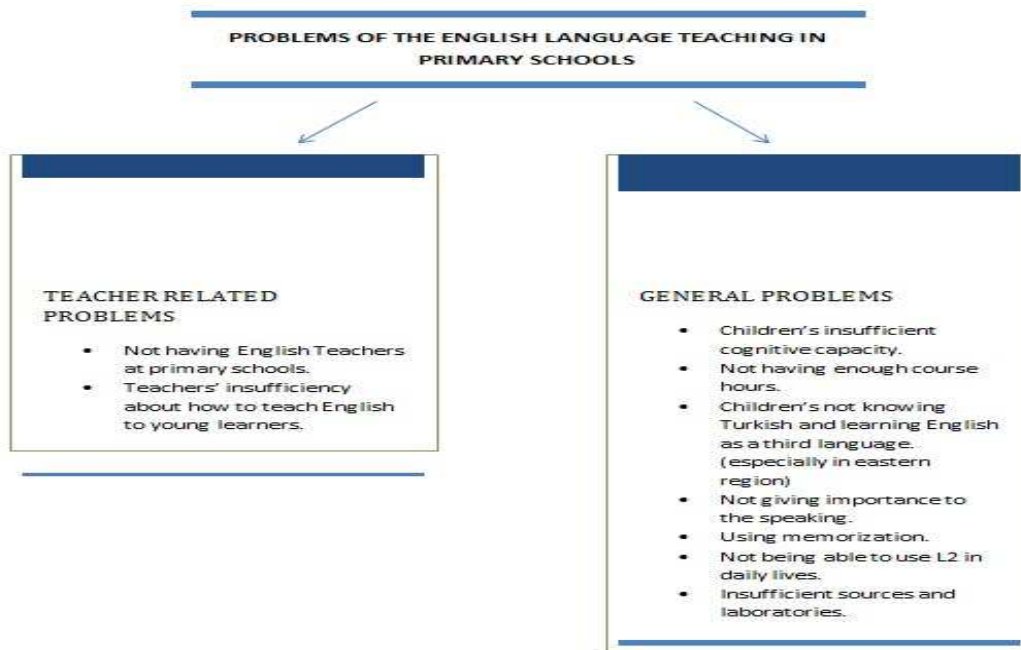 PROBLEMS OF THE ENGLISH LANGUAGE TEACHING IN
PRIMARY SCHOOLS
TEACHER RELATED
PROBLEMS
• Not having English Teachers
at primary schools.
• Teachers' insufficiency
about how to teach English
to young learners.
GENERAL PROBLEMS
• Children's insufficient
cognitive capacity.
• Not having enough course
hours.
• Children's not knowing
Turkish and learning English
as a third language.
(especially in eastern
region)
• Not giving importance to
the speaking.
• Using memorization.
• Not being able to use L2 in
daily lives.
• Insufficient sources and
laboratories.